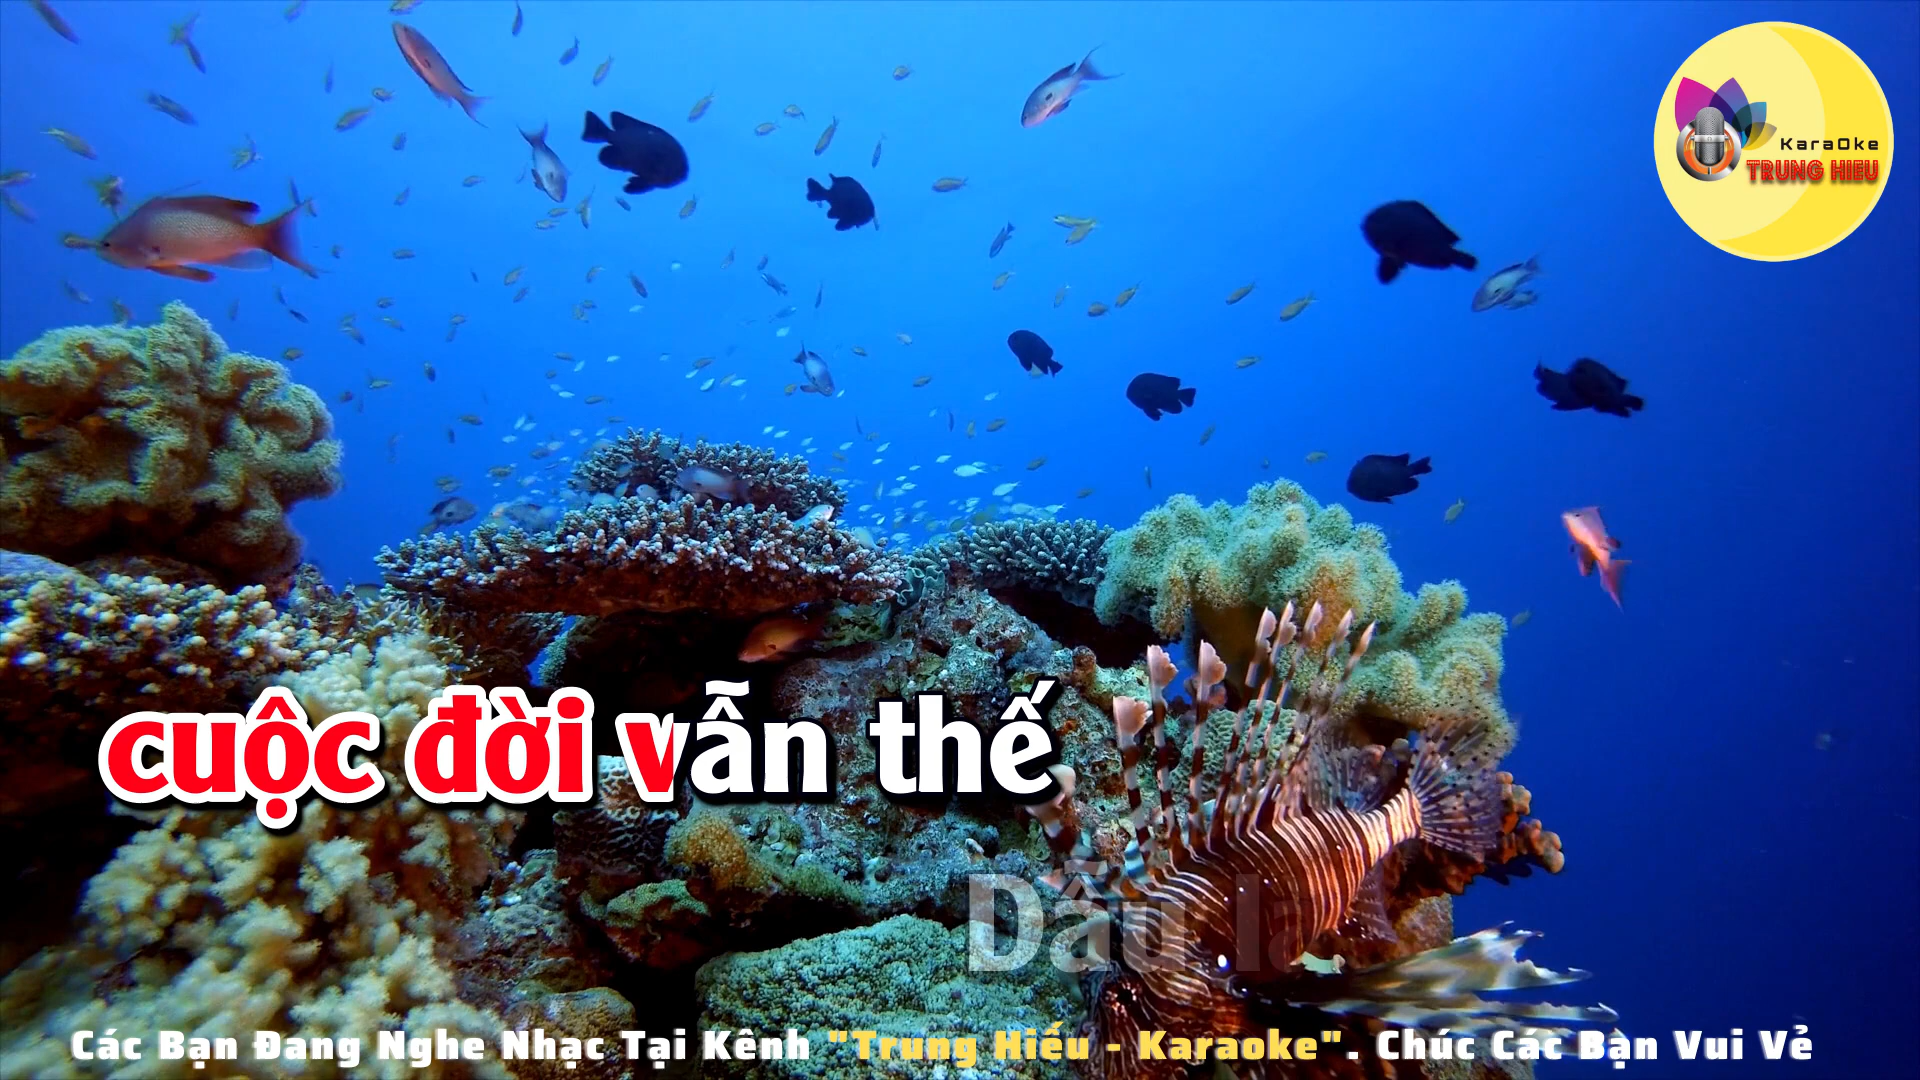 KaraOke
TRUNG HIEU
cuộc đời vẫn thế
Dẫu
Các Bạn Đang Nghe Nhạc Tại Kênh "Trung Hiếu - Karaoke". Chúc Các Bạn Vui Vẻ